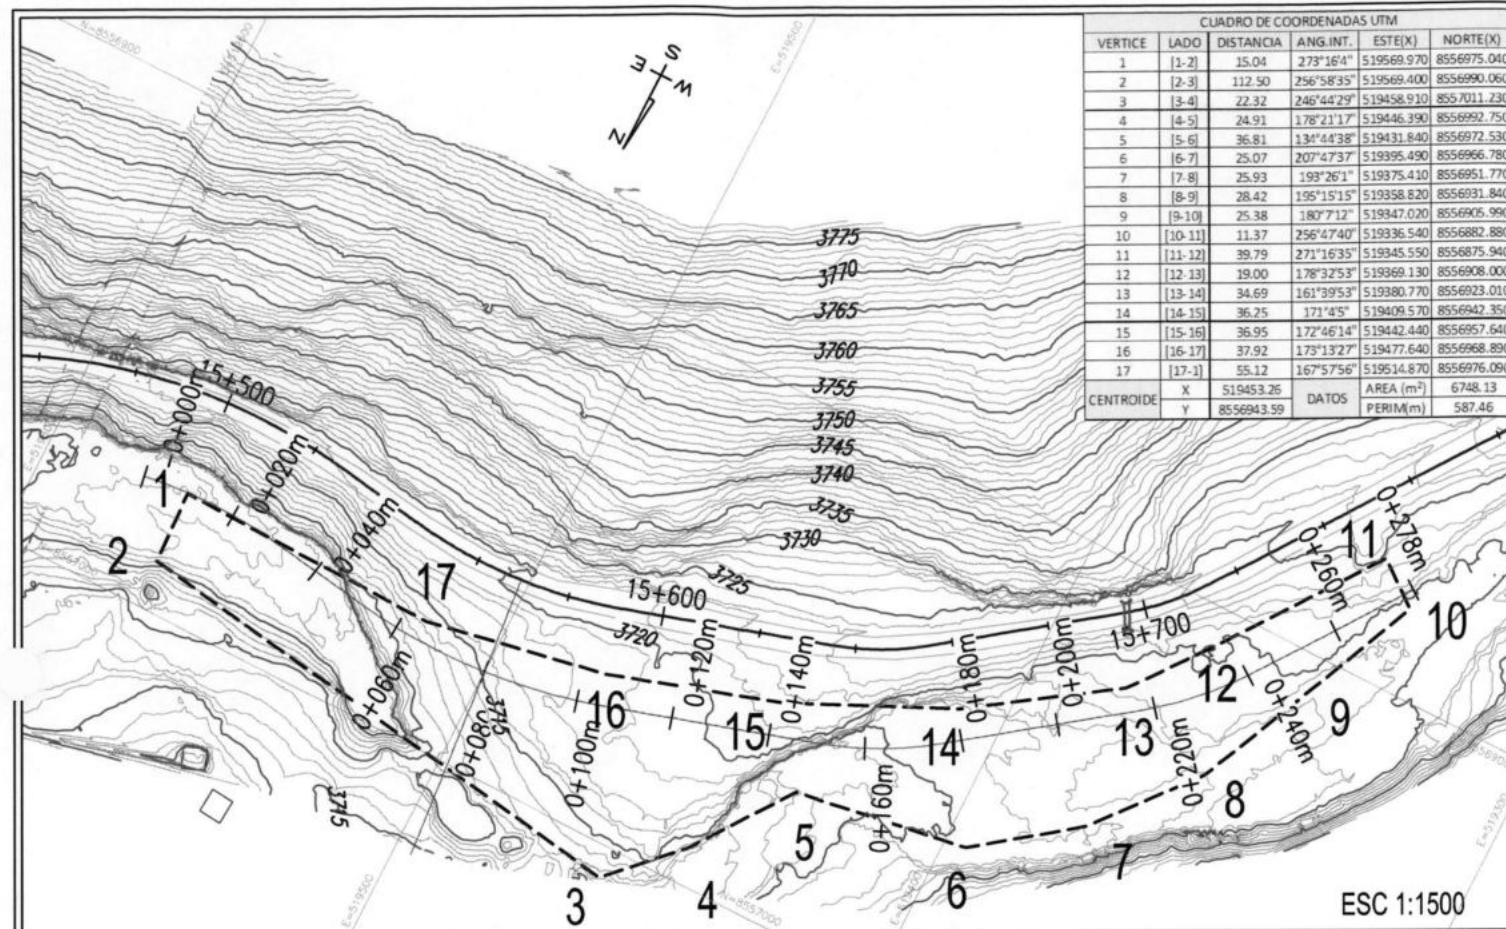 CUADRO DE COORDENADAS UTM
VERTICE LADO DISTANCIA ANG.INT. ESTE(X) NORTE(X)
1 [1-2] 15.04 273°16'4" 519569.970 8556975.040
2 [2-3] 112.50 256°58'35" 519569.400 8556990.060
3 [3-4] 22.32 246°44'29" 519458.910 8557011.230
4 [4-5] 24.91 178°21'17" 519446.390 8556992.750
5 [5-6] 36.81 134°44'38" 519431.840 8556972.530
6 [6-7] 25.07 207°47'37" 519395.490 8556966.780
7 [7-8] 25.93 193°26'1" 519375.410 8556951.770
8 [8-9] 28.42 195°15'15" 519358.820 8556931.840
9 [9-10] 25.38 180°7'12" 519347.020 8556905.990
10 [10-11] 11.37 256°47'40" 519336.540 8556882.880
11 [11-12] 39.79 271°16'35" 519345.550 8556875.940
12 [12-13] 19.00 178°32'53" 519369.130 8556908.000
13 [13-14] 34.69 161°39'53" 519380.770 8556923.010
14 [14-15] 36.25 171°4'5" 519409.570 8556942.350
15 [15-16] 36.95 172°46'14" 519442.440 8556957.640
16 [16-17] 37.92 173°13'27" 519477.640 8556968.890
17 [17-1] 55.12 167°57'56" 519514.870 8556976.090
CENTROIDE X 519453.26 DATOS AREA (m²) 6748.13
Y 8556943.59 PERIM(m) 587.46
N=8556900
E=519500
S
E
W
N
3775
3770
3765
3760
3755
3750
3745
3740
3735
3730
3725
3720
15+500
15+600
15+700
0+000m
0+020m
0+040m
0+060m
0+080
3715
0+100m
0+120m
0+140m
0+160m
0+180m
0+200m
0+220m
0+240m
0+260m
0+278m
1
2
17
16
15
14
13
12
11
10
9
8
7
6
5
4
3
3715
E=519500
N=8557000
E=519400
ESC 1:1500